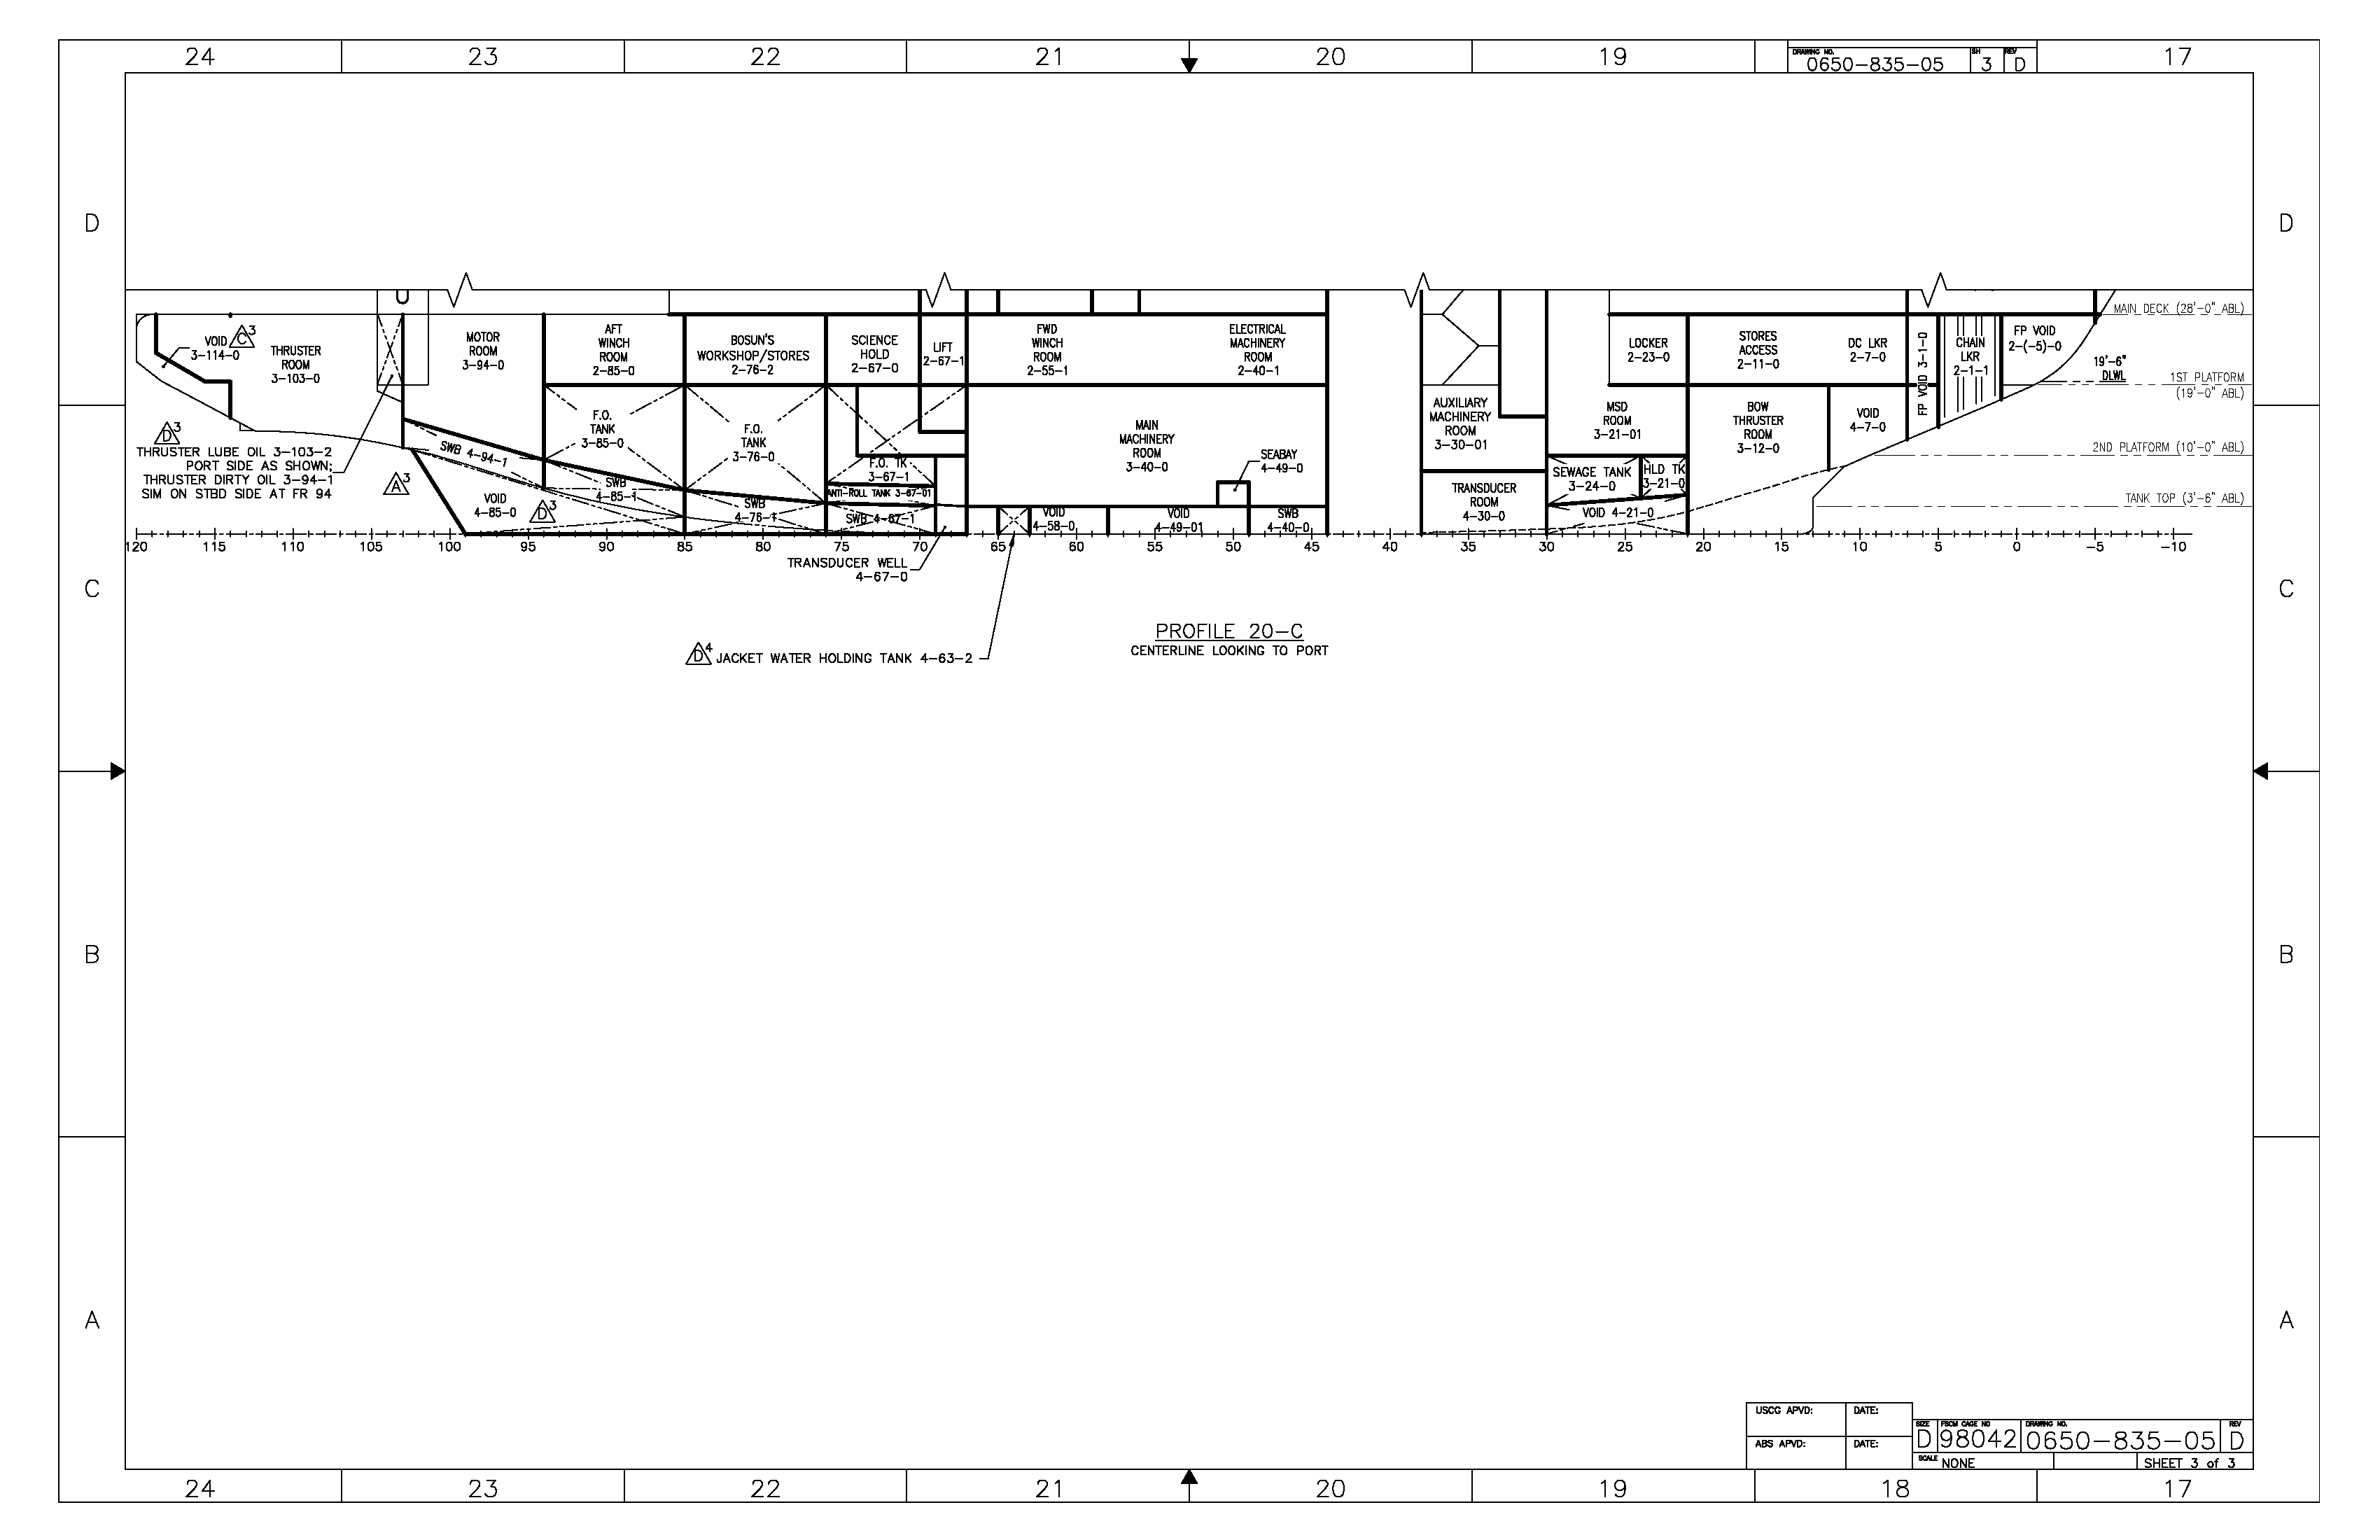 24 23 22 21 20 19 17
DRAWING NO. SH REV
0650-835-05 3 D
D D
MAIN DECK (28'-0" ABL)
VOID
3-114-0
C 3
THRUSTER
ROOM
3-103-0
MOTOR
ROOM
3-94-0
AFT
WINCH
ROOM
2-85-0
BOSUN'S
WORKSHOP/STORES
2-76-2
SCIENCE
HOLD
2-67-0
LIFT
2-67-1
FWD
WINCH
ROOM
2-55-1
ELECTRICAL
MACHINERY
ROOM
2-40-1
LOCKER
2-23-0
STORES
ACCESS
2-11-0
DC LKR
2-7-0
FP VOID 3-1-0
CHAIN
LKR
2-1-1
FP VOID
2-(-5)-0
19'-6"
DLWL
1ST PLATFORM
(19'-0" ABL)
D 3
THRUSTER LUBE OIL 3-103-2
PORT SIDE AS SHOWN;
THRUSTER DIRTY OIL 3-94-1
SIM ON STBD SIDE AT FR 94
A 3
SWB 4-94-1
VOID
4-85-0
D 3
F.O.
TANK
3-85-0
SWB
4-85-1
F.O.
TANK
3-76-0
SWB
4-76-1
F.O. TK
3-67-1
ANTI-ROLL TANK 3-67-01
SWB 4-67-1
MAIN
MACHINERY
ROOM
3-40-0
SEABAY
4-49-0
VOID
4-58-0
VOID
4-49-01
SWB
4-40-0
AUXILIARY
MACHINERY
ROOM
3-30-01
TRANSDUCER
ROOM
4-30-0
MSD
ROOM
3-21-01
SEWAGE TANK
3-24-0
HLD TK
3-21-0
VOID 4-21-0
BOW
THRUSTER
ROOM
3-12-0
VOID
4-7-0
2ND PLATFORM (10'-0" ABL)
TANK TOP (3'-6" ABL)
120 115 110 105 100 95 90 85 80 75 70 65 60 55 50 45 40 35 30 25 20 15 10 5 0 -5 -10
TRANSDUCER WELL
4-67-0
C C
D 4 JACKET WATER HOLDING TANK 4-63-2
PROFILE 20-C
CENTERLINE LOOKING TO PORT
B B
A A
USCG APVD: DATE:
ABS APVD: DATE:
SIZE FSCM CAGE NO DRAWING NO. REV
D 98042 0650-835-05 D
SCALE NONE SHEET 3 of 3
24 23 22 21 20 19 18 17